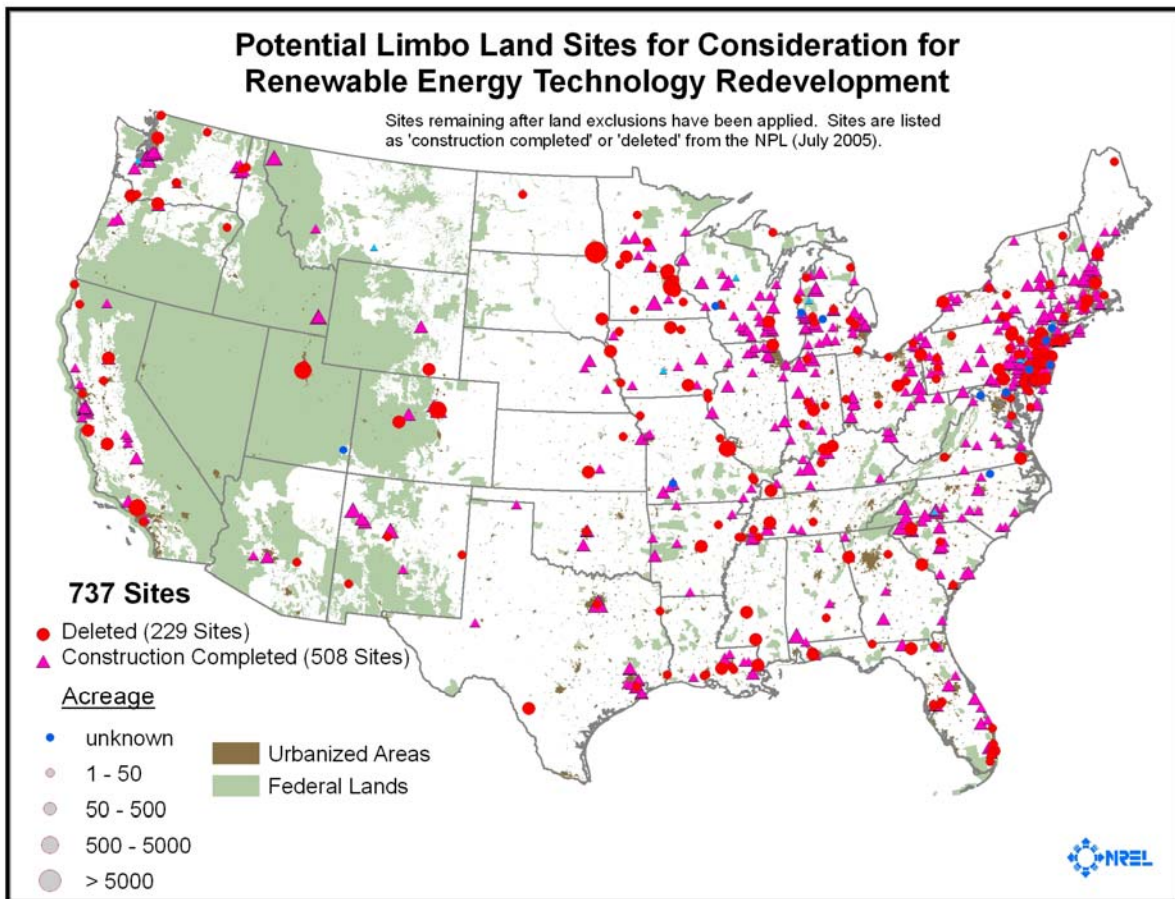 Potential Limbo Land Sites for Consideration for
Renewable Energy Technology Redevelopment
Sites remaining after land exclusions have been applied. Sites are listed
as 'construction completed' or 'deleted' from the NPL (July 2005).
737 Sites
Deleted (229 Sites)
Construction Completed (508 Sites)
Acreage
unknown
1 - 50
50 - 500
500 - 5000
> 5000
Urbanized Areas
Federal Lands
NREL